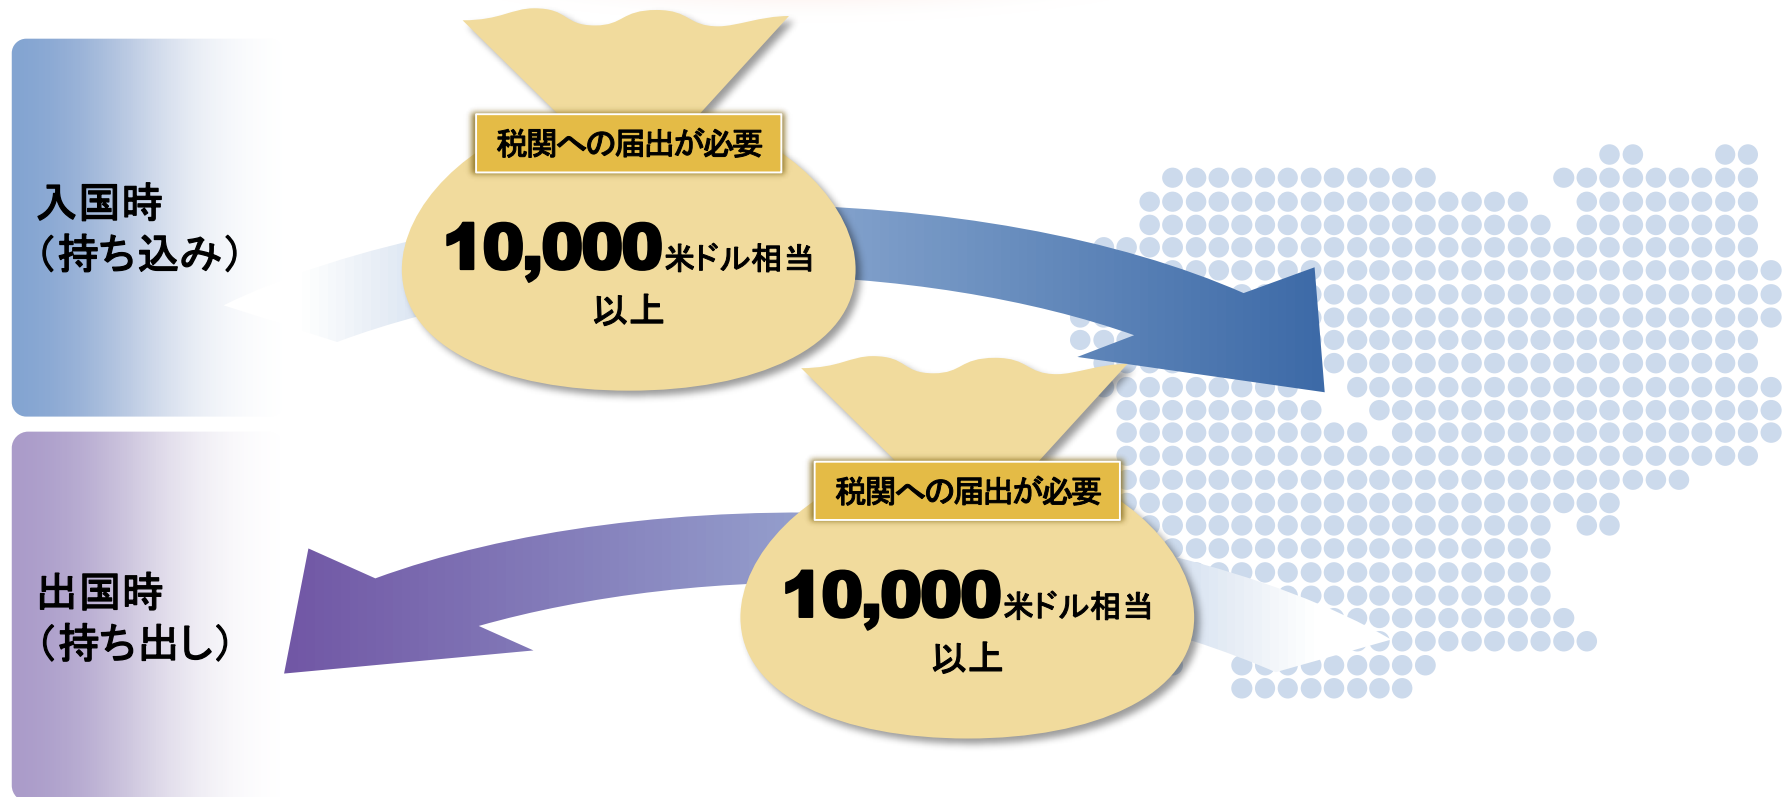 入国時
（持ち込み）
税関への届出が必要
10,000米ドル相当
以上
出国時
（持ち出し）
税関への届出が必要
10,000米ドル相当
以上